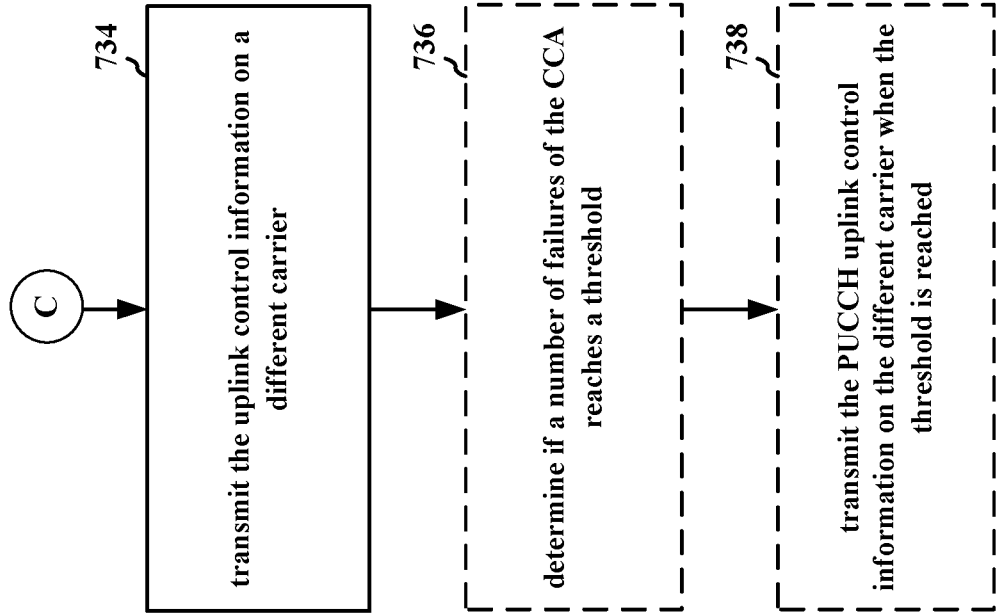 C
734
transmit the uplink control information on a
different carrier
736
determine if a number of failures of the CCA
reaches a threshold
738
transmit the PUCCH uplink control
information on the different carrier when the
threshold is reached